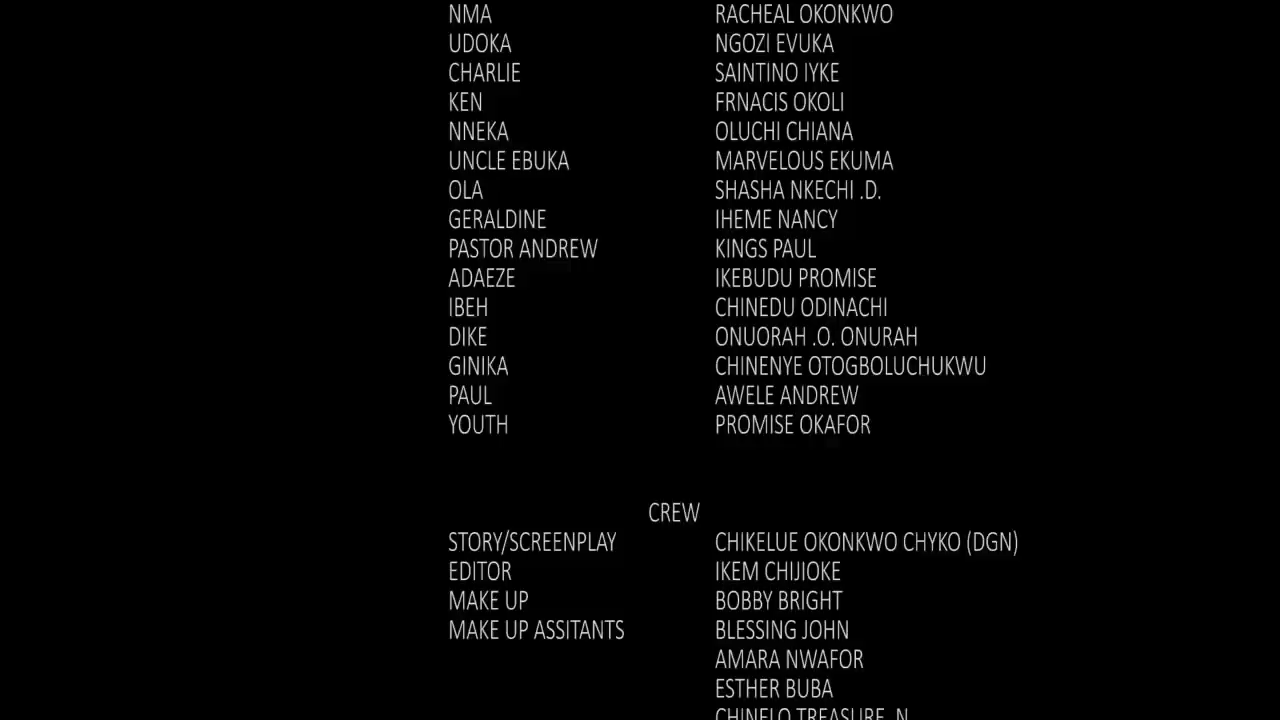 NMA RACHEAL OKONKWO
UDOKA NGOZI EVUKA
CHARLIE SAINTINO IYKE
KEN FRNACIS OKOLI
NNEKA OLUCHI CHIANA
UNCLE EBUKA MARVELOUS EKUMA
OLA SHASHA NKECHI .D.
GERALDINE IHEME NANCY
PASTOR ANDREW KINGS PAUL
ADAEZE IKEBUDU PROMISE
IBEH CHINEDU ODINACHI
DIKE ONUORAH .O. ONURAH
GINIKA CHINENYE OTOGBOLUCHUKWU
PAUL AWELE ANDREW
YOUTH PROMISE OKAFOR
CREW
STORY/SCREENPLAY CHIKELUE OKONKWO CHYKO (DGN)
EDITOR IKEM CHIJIOKE
MAKE UP BOBBY BRIGHT
MAKE UP ASSITANTS BLESSING JOHN
AMARA NWAFOR
ESTHER BUBA
CHINELO TREASURE .N